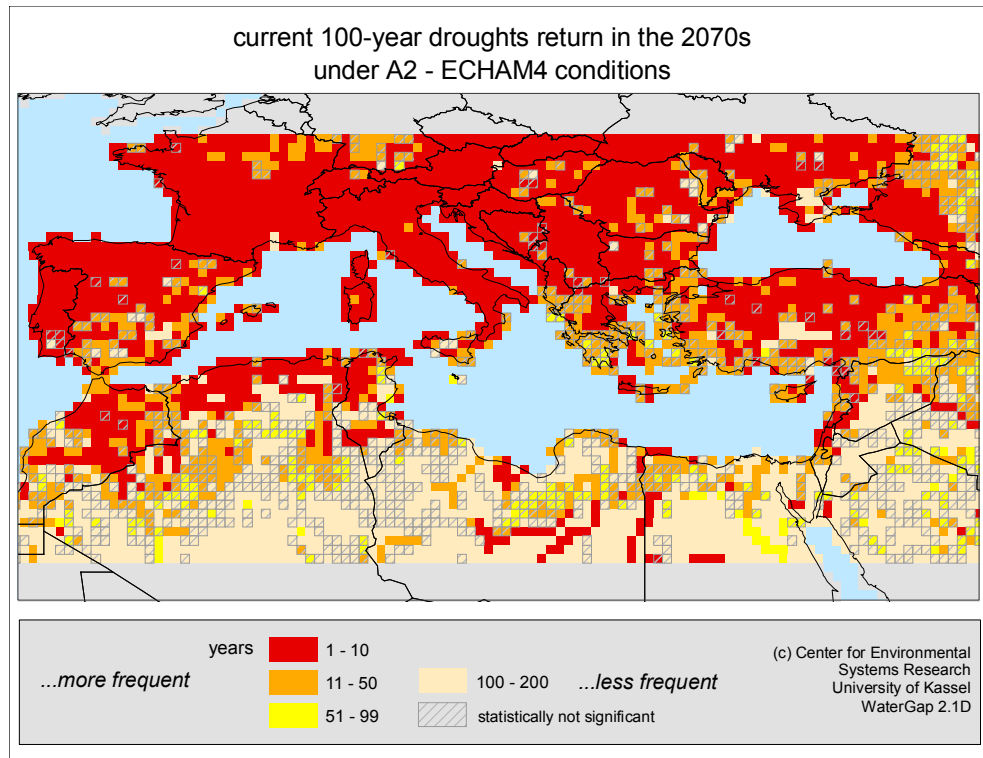 current 100-year droughts return in the 2070s
under A2 - ECHAM4 conditions
years
1 - 10
...more frequent
11 - 50
51 - 99
100 - 200
...less frequent
statistically not significant
(c) Center for Environmental
Systems Research
University of Kassel
WaterGap 2.1D